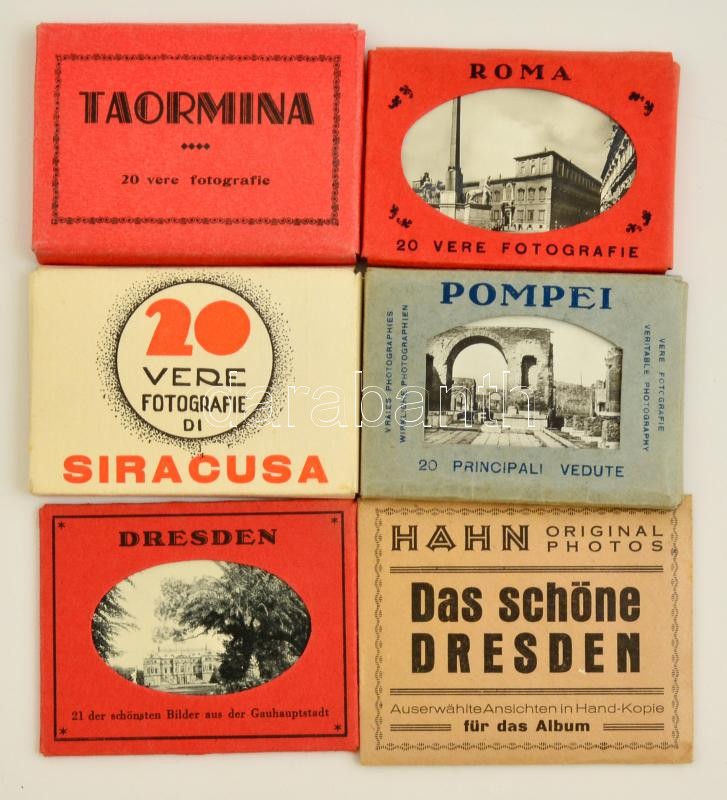 TAORMINA
20 vere fotografie
ROMA
20 VERE FOTOGRAFIE
20
VERE
FOTOGRAFIE
DI
SIRACUSA
POMPEI
VRAIES PHOTOGRAPHIES
VERE FOTOGRAFIE
VERITABLE PHOTOGRAPHY
20 PRINCIPALI VEDUTE
darabanth
DRESDEN
21 der schönsten Bilder aus der Gauhauptstadt
HAHN ORIGINAL
PHOTOS
Das schöne
DRESDEN
Auserwählte Ansichten in Hand-Kopie
für das Album